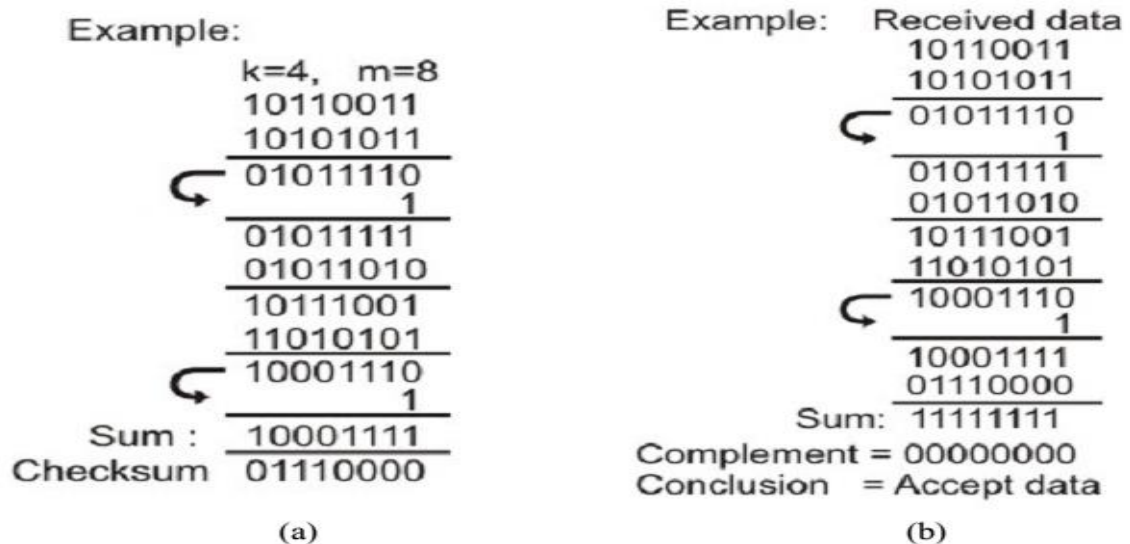 Example:
k=4, m=8
10110011
10101011
01011110
1
01011111
01011010
10111001
11010101
10001110
1
Sum : 10001111
Checksum 01110000
(a)
Example: Received data
10110011
10101011
01011110
1
01011111
01011010
10111001
11010101
10001110
1
10001111
01110000
Sum: 11111111
Complement = 00000000
Conclusion = Accept data
(b)